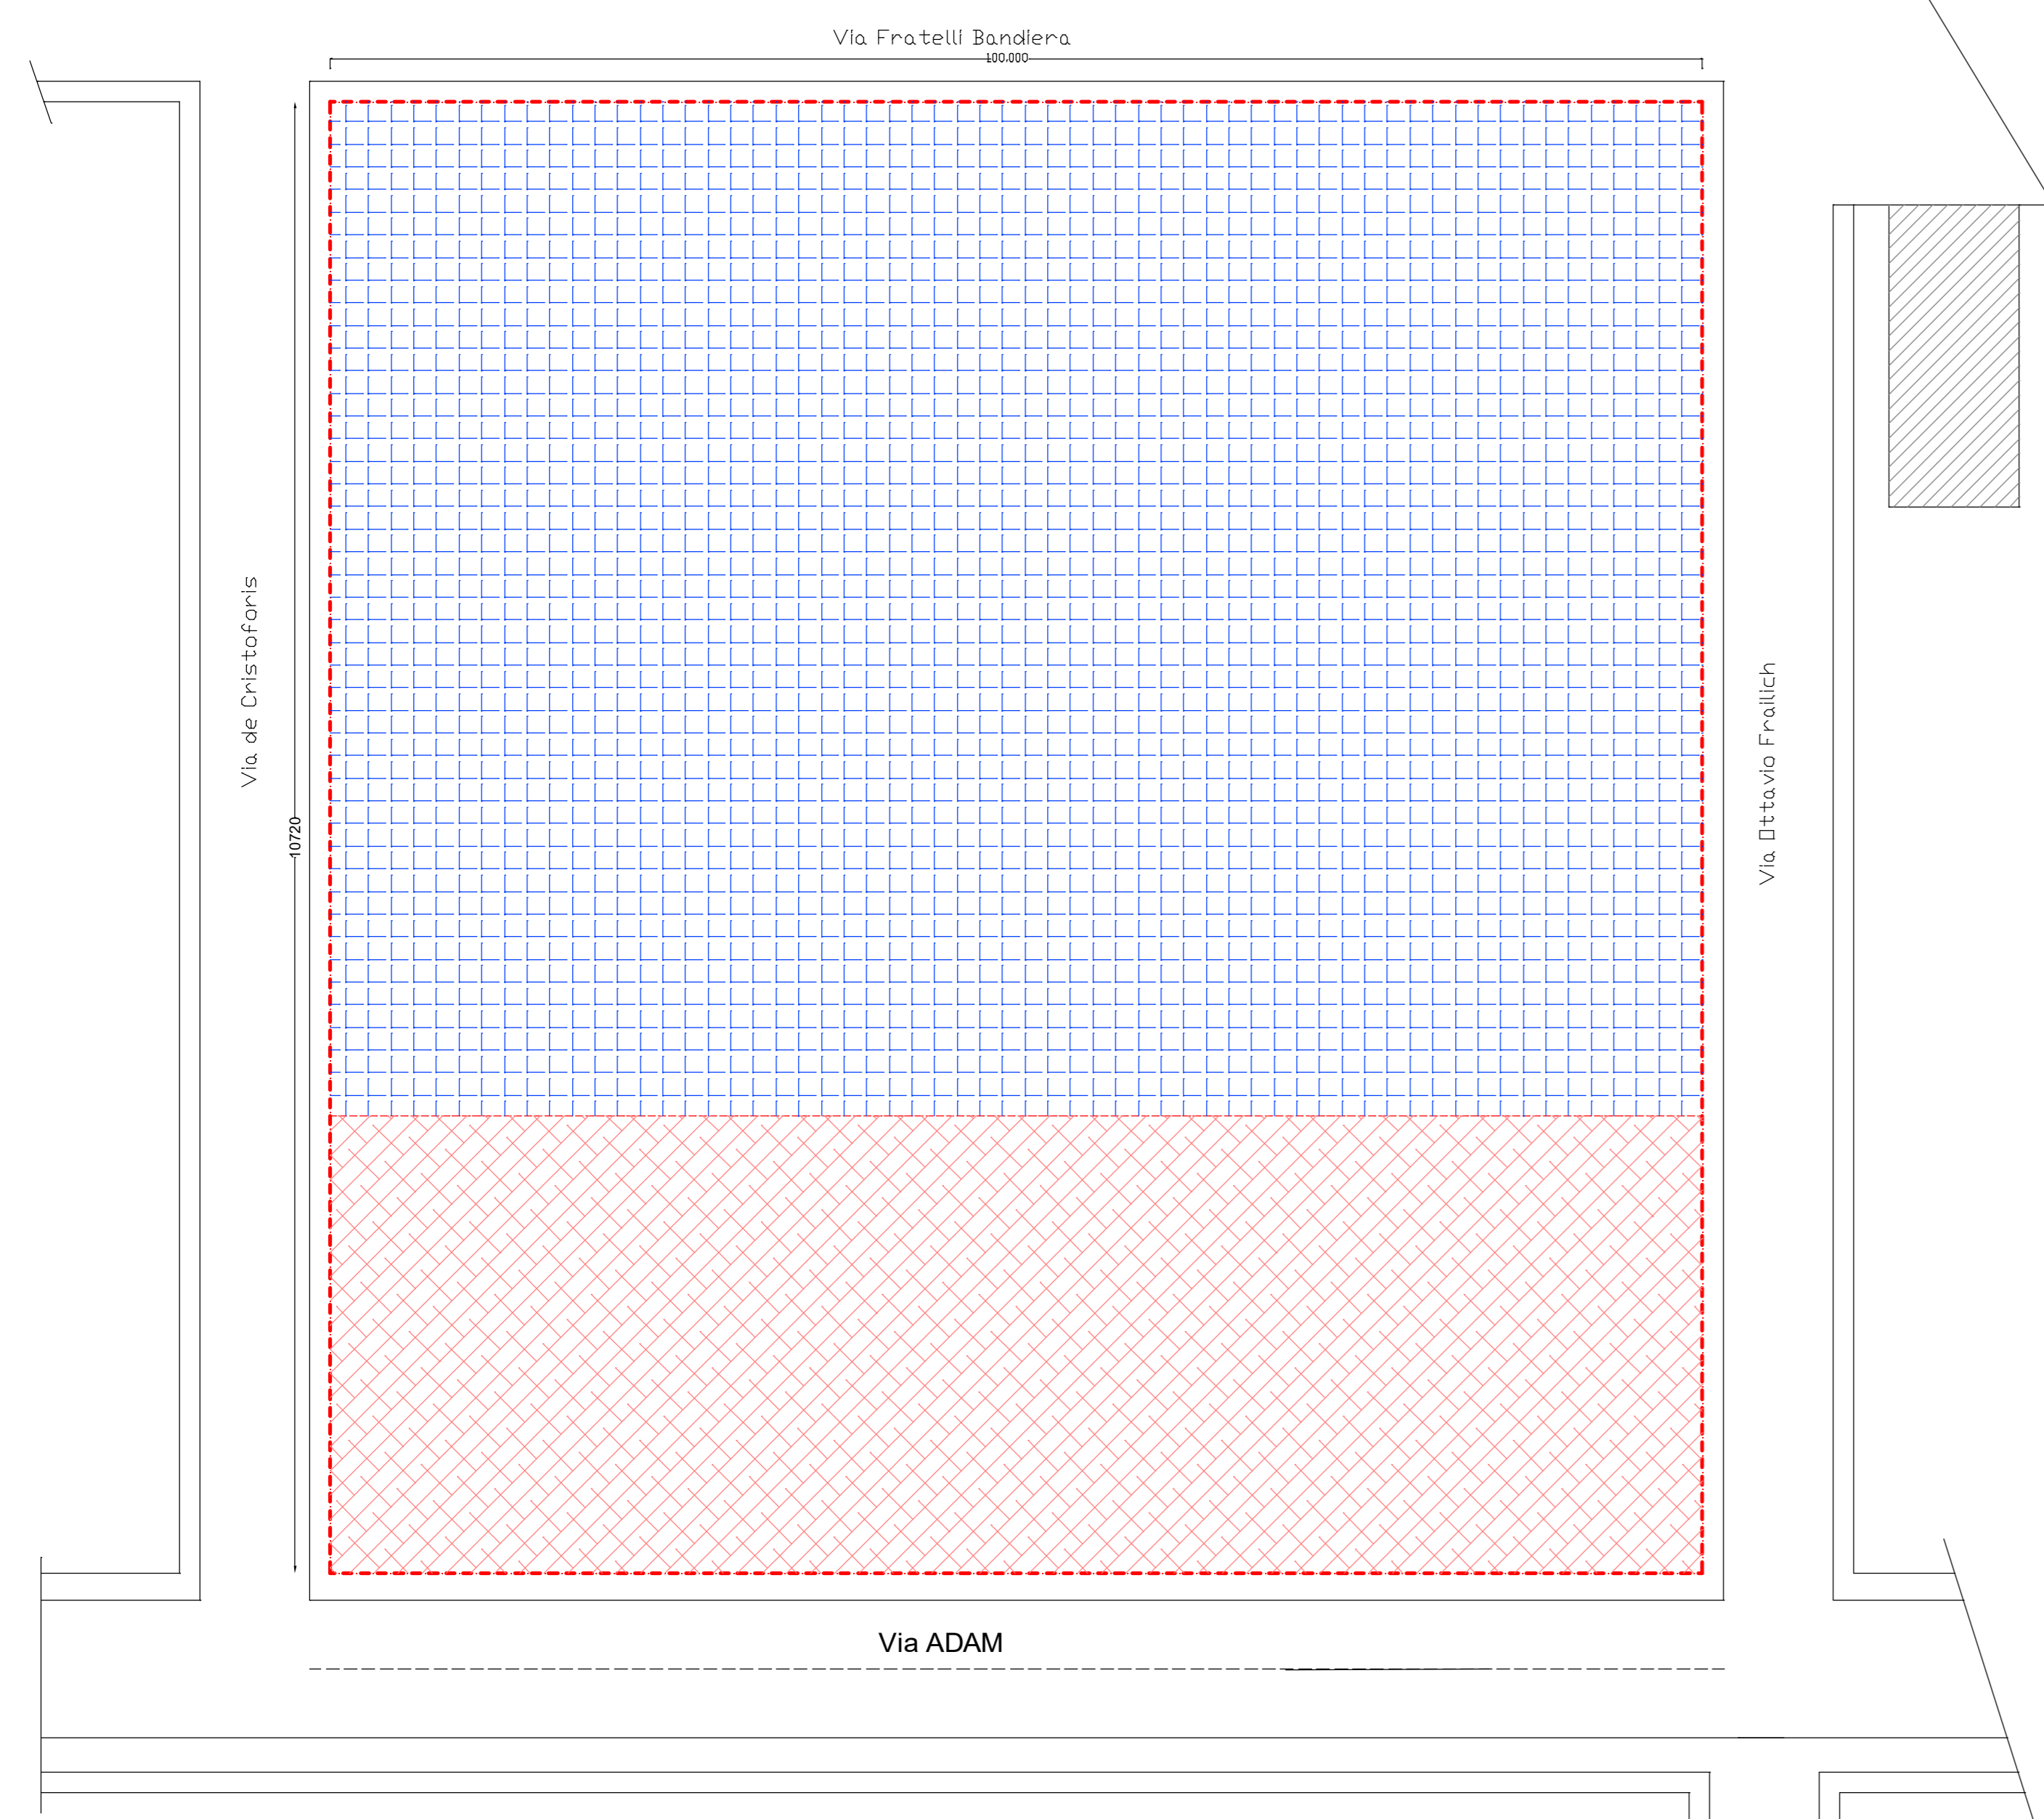 Via Fratelli Bandiera
100,000
Via de Cristoforis
10720
Via Ottavio Frailich
Via ADAM